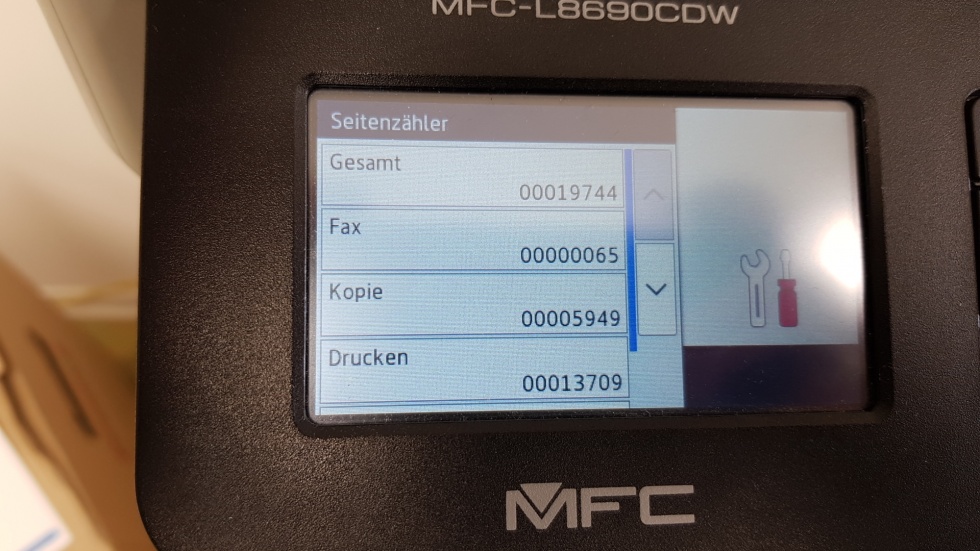 MFC-L8690CDW
Seitenzähler
Gesamt
00019744
Fax
00000065
Kopie
00005949
Drucken
00013709
MFC